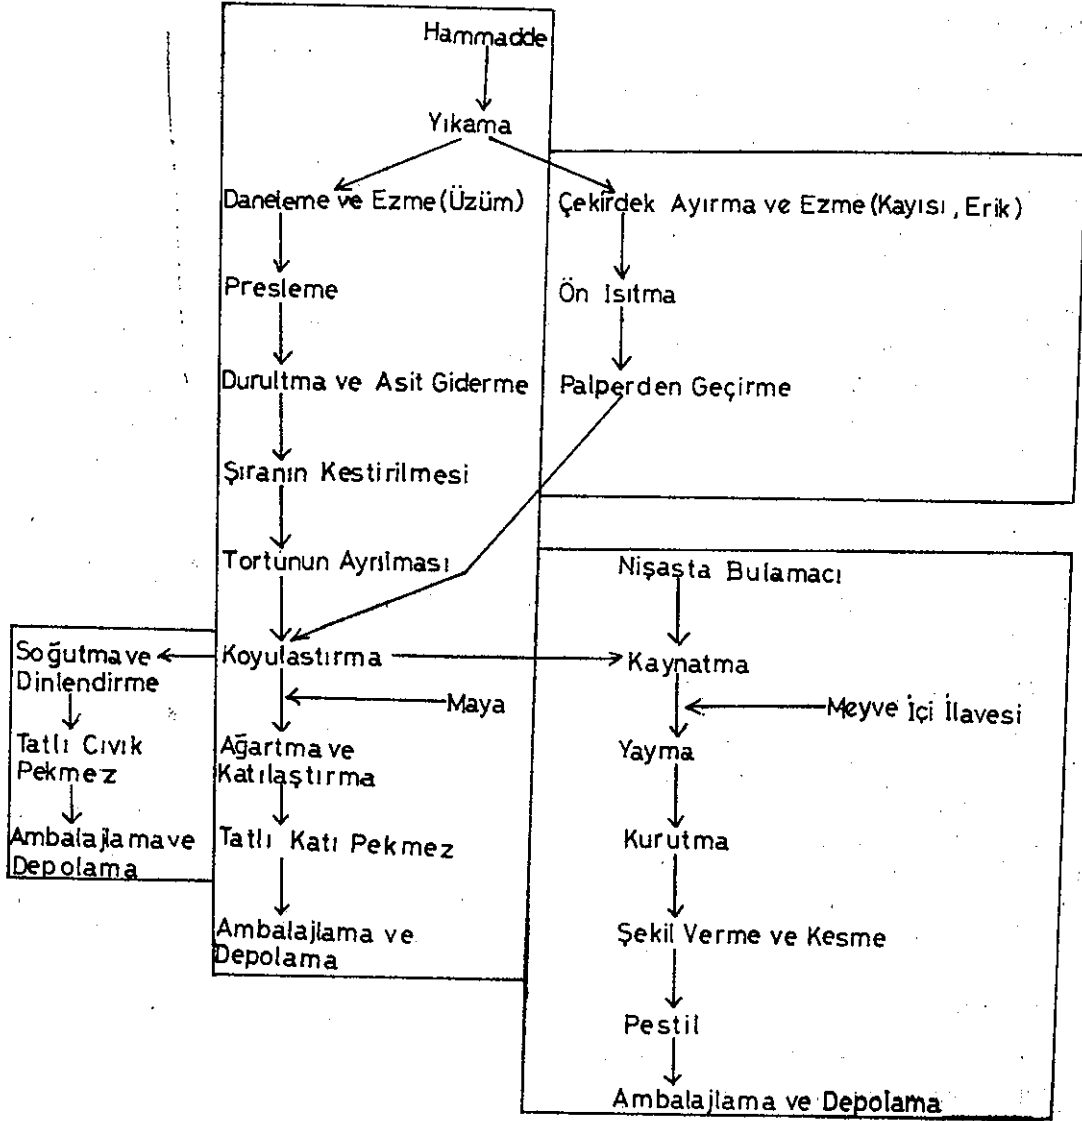 Hammadde
Yıkama
Daneleme ve Ezme (Üzüm)
Presleme
Durultma ve Asit Giderme
Şıranın Kestirilmesi
Tortunun Ayrılması
Koyulaştırma
Maya
Ağartma ve
Katılaştırma
Tatlı Katı Pekmez
Ambalajlama ve
Depolama
Çekirdek Ayırma ve Ezme (Kayısı, Erik)
Ön Isıtma
Palperden Geçirme
Soğutma ve
Dinlendirme
Tatlı Cıvık
Pekmez
Ambalajlama ve
Depolama
Nişasta Bulamacı
Kaynatma
Meyve İçi İlavesi
Yayma
Kurutma
Şekil Verme ve Kesme
Pestil
Ambalajlama ve Depolama